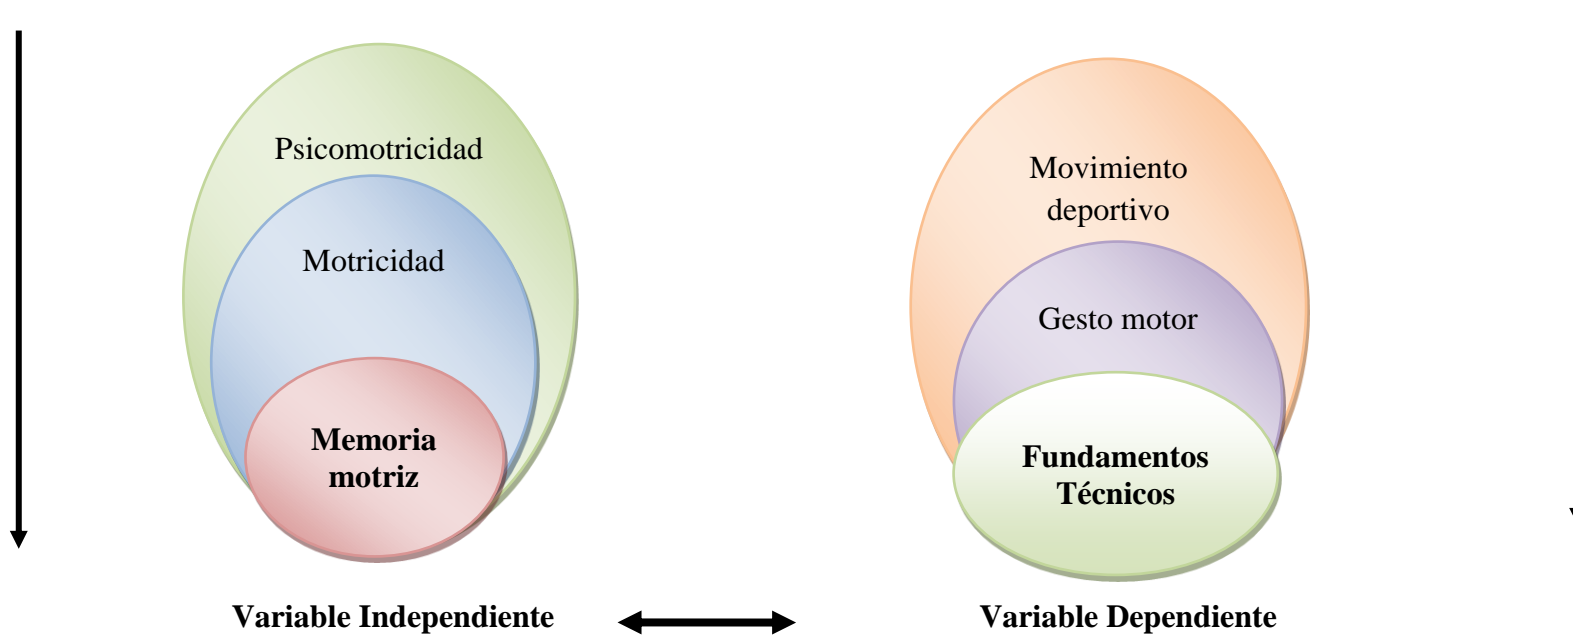 Psicomotricidad
Motricidad
Memoria
motriz
Movimiento
deportivo
Gesto motor
Fundamentos
Técnicos
Variable Independiente
Variable Dependiente